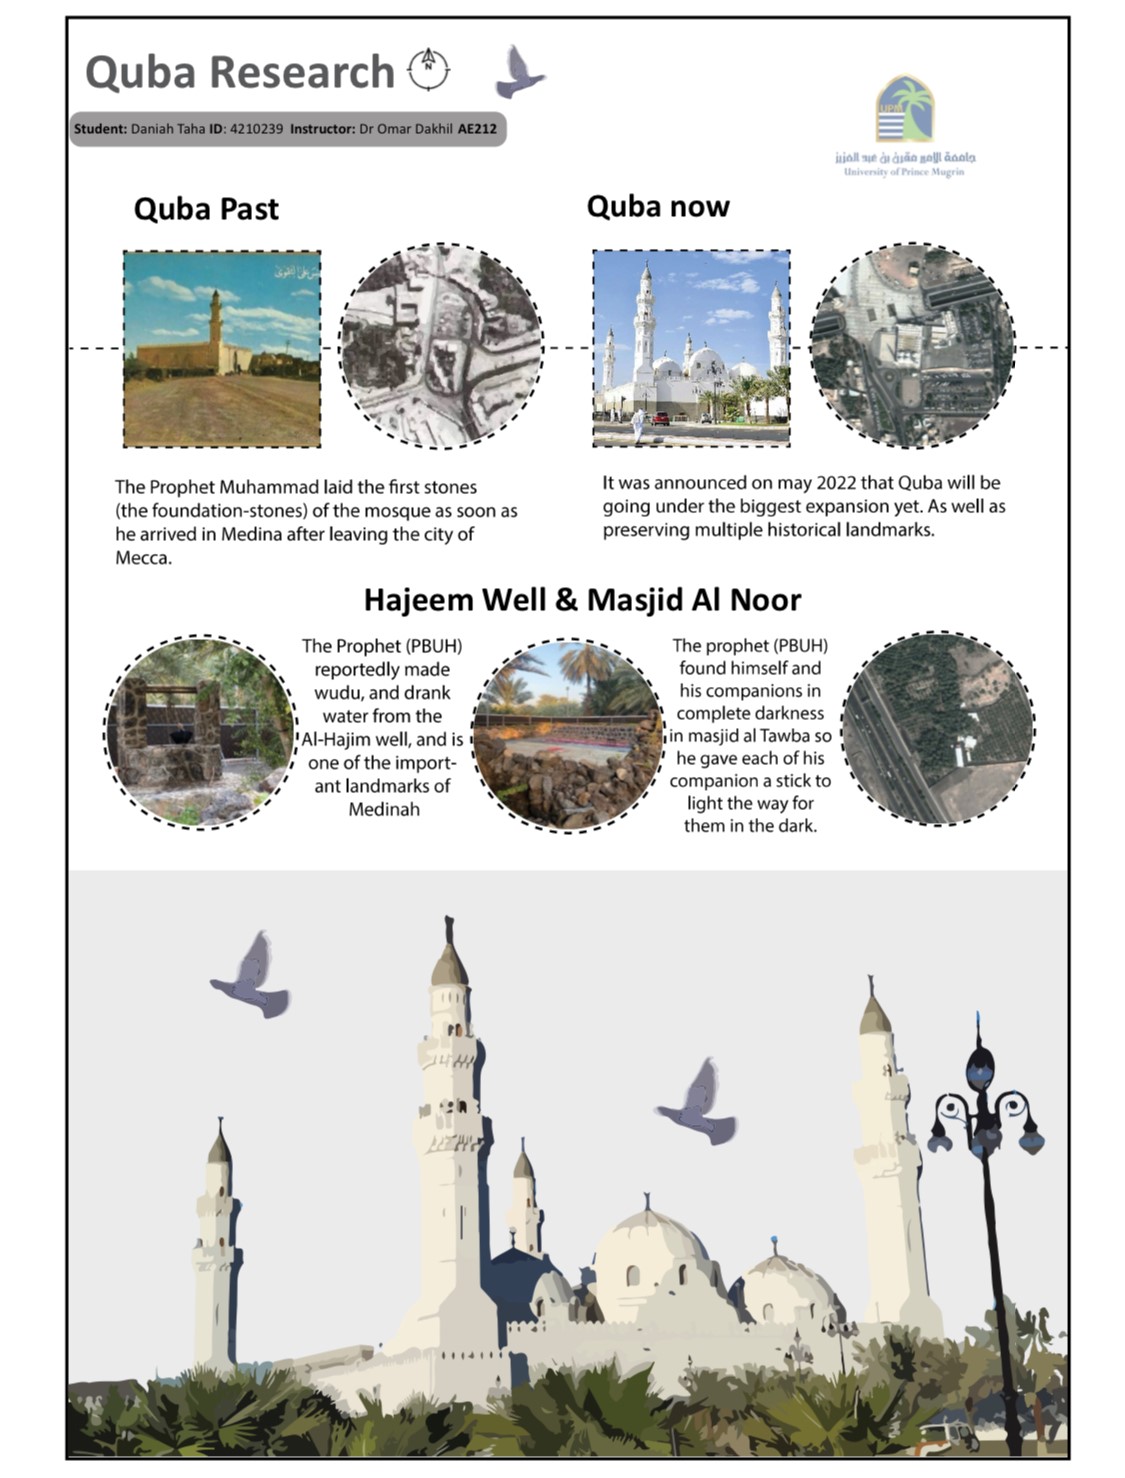 Quba Research
N
Student: Daniah Taha ID: 4210239 Instructor: Dr Omar Dakhil AE212
UPM
جامعة الأمير مقرن بن عبد العزيز
University of Prince Mugrin
Quba Past
Quba now
The Prophet Muhammad laid the first stones
(the foundation-stones) of the mosque as soon as
he arrived in Medina after leaving the city of
Mecca.
It was announced on may 2022 that Quba will be
going under the biggest expansion yet. As well as
preserving multiple historical landmarks.
Hajeem Well & Masjid Al Noor
The Prophet (PBUH)
reportedly made
wudu, and drank
water from the
Al-Hajim well, and is
one of the import-
ant landmarks of
Medinah
The prophet (PBUH)
found himself and
his companions in
complete darkness
in masjid al Tawba so
he gave each of his
companion a stick to
light the way for
them in the dark.